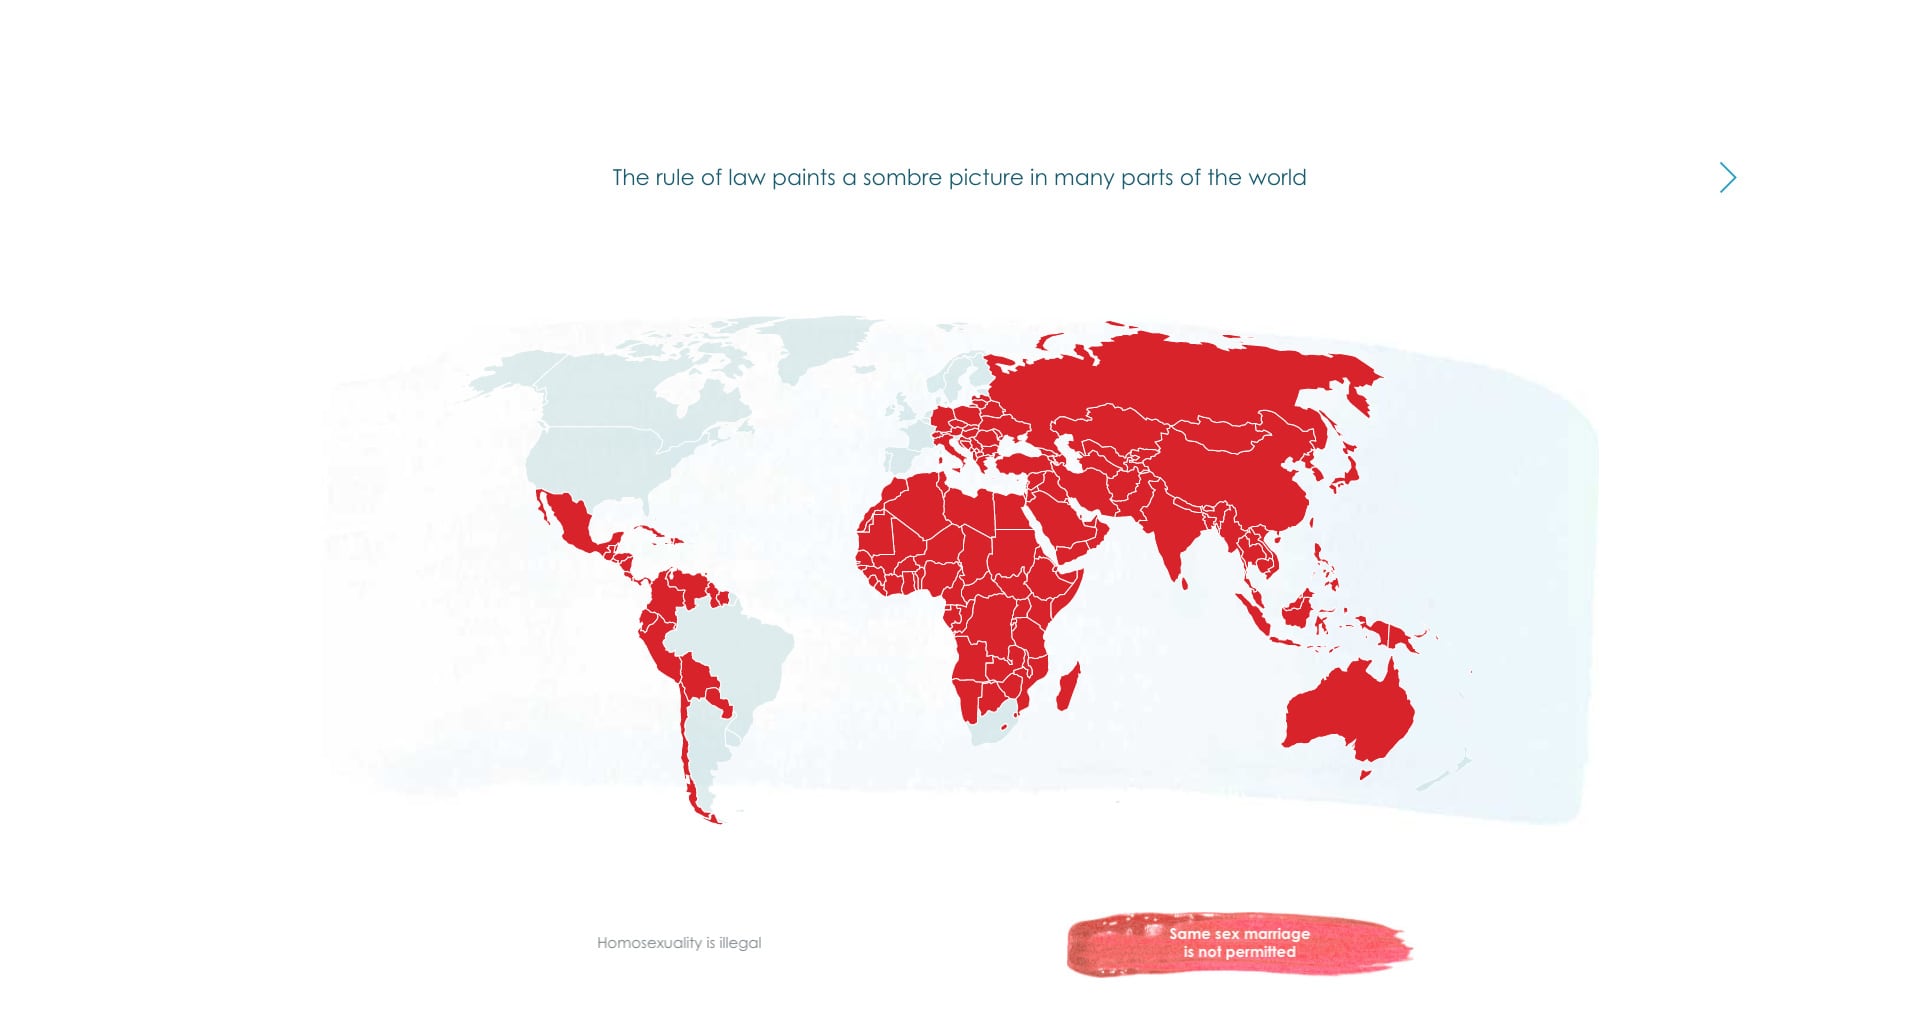 The rule of law paints a sombre picture in many parts of the world
Homosexuality is illegal
Same sex marriage
is not permitted